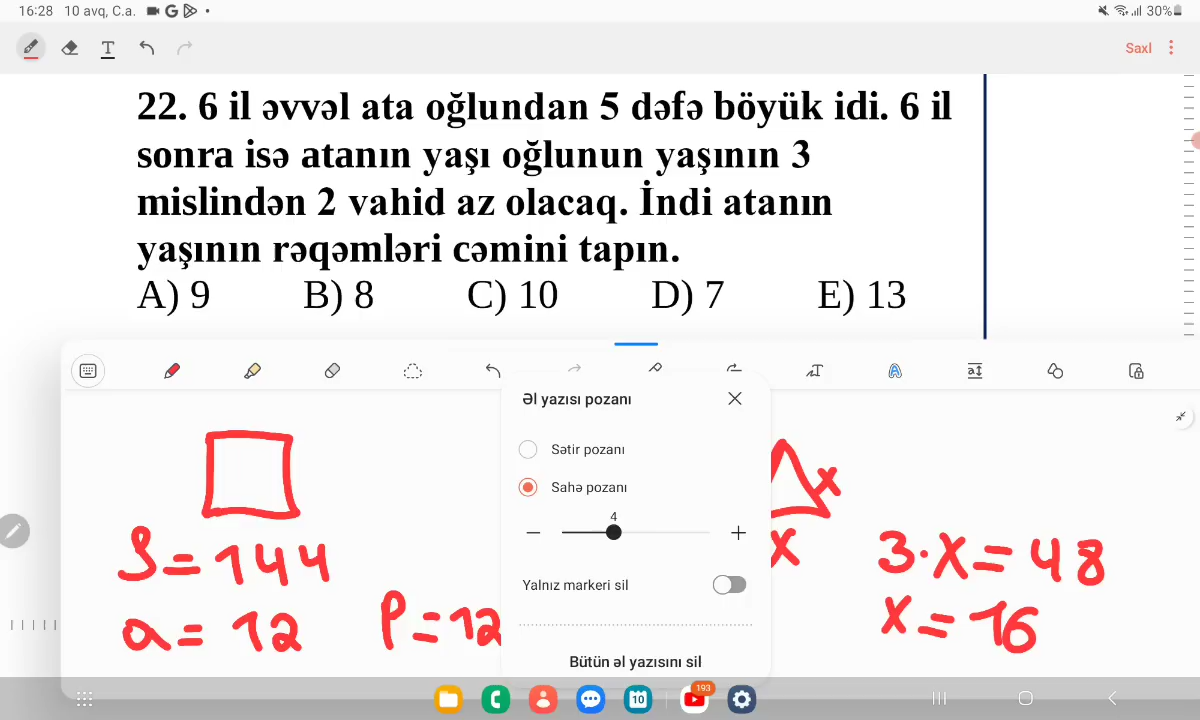 16:28 10 avq, C.a.
30%
T
Saxl
22. 6 il əvvəl ata oğlundan 5 dəfə böyük idi. 6 il
sonra isə atanın yaşı oğlunun yaşının 3
mislindən 2 vahid az olacaq. İndi atanın
yaşının rəqəmləri cəmini tapın.
A) 9 B) 8 C) 10 D) 7 E) 13
Əl yazısı pozanı
Sətir pozanı
Sahə pozanı
4
Yalnız markeri sil
Bütün əl yazısını sil
S=144
a=12
P=12
x
x
3·x=48
x=16
10
193